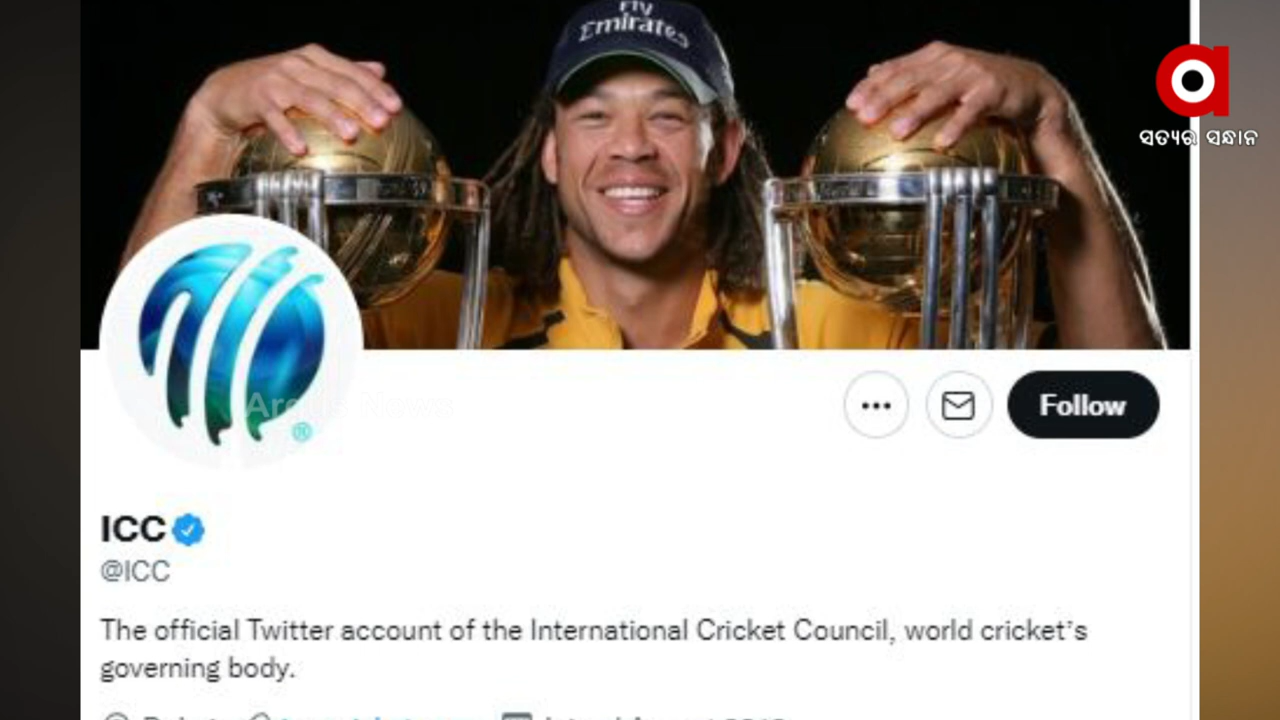 Fly
Emirates
ସତ୍ୟର ସନ୍ଧାନ
Follow
ICC
@ICC
The official Twitter account of the International Cricket Council, world cricket's
governing body.